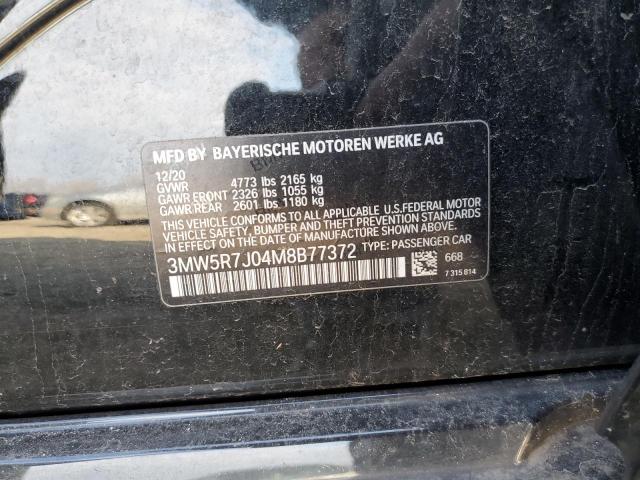 MFD BY BAYERISCHE MOTOREN WERKE AG
12/20
GVWR 4773 lbs 2165 kg
GAWR FRONT 2326 lbs 1055 kg
GAWR REAR 2601 lbs 1180 kg
THIS VEHICLE CONFORMS TO ALL APPLICABLE U.S.FEDERAL MOTOR
VEHICLE SAFETY, BUMPER AND THEFT PREVENTION STANDARDS
IN EFFECT ON THE DATE OF MANUFACTURE SHOWN ABOVE.
3MW5R7J04M8B77372 TYPE: PASSENGER CAR
668
7 315 814